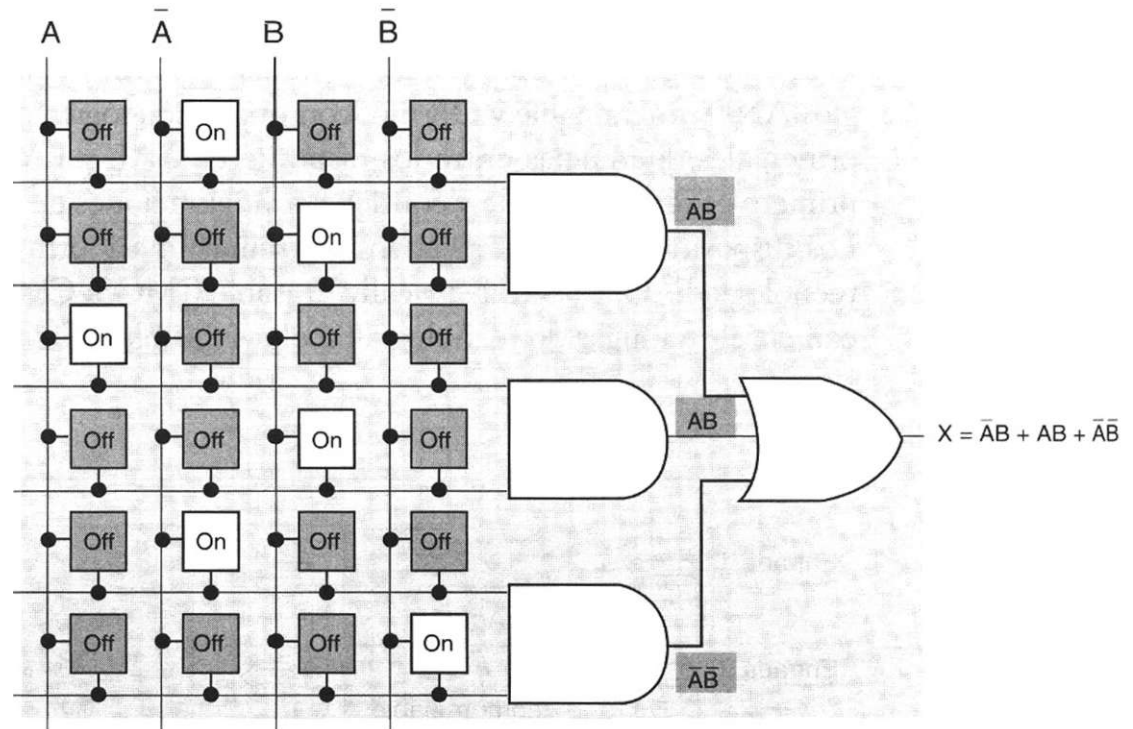 A Ā B B̄
Off On Off Off
ĀB
Off Off On Off
On Off Off Off
AB
X = ĀB + AB + ĀB̄
Off Off On Off
Off On Off Off
Off Off Off On
ĀB̄